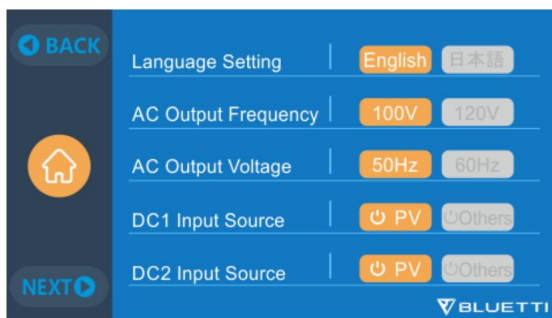 BACK
Language Setting English 日本語
AC Output Frequency 100V 120V
AC Output Voltage 50Hz 60Hz
DC1 Input Source PV Others
DC2 Input Source PV Others
NEXT
BLUETTI